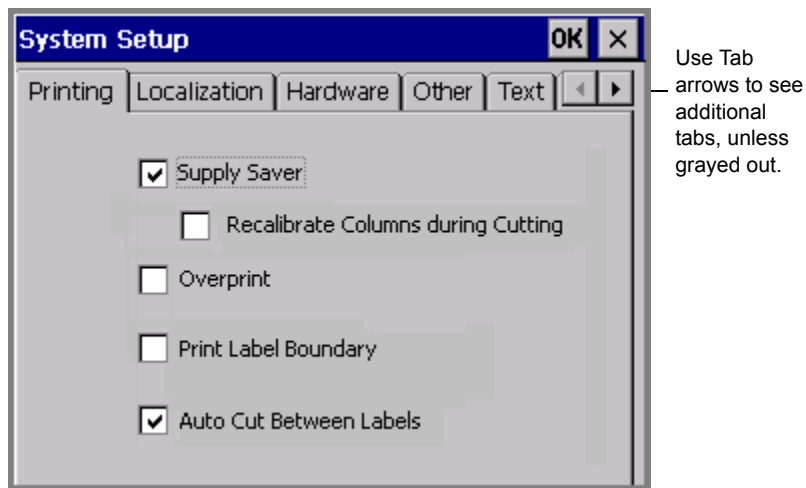 System Setup OK ×
Printing Localization Hardware Other Text
Supply Saver
Recalibrate Columns during Cutting
Overprint
Print Label Boundary
Auto Cut Between Labels
Use Tab
arrows to see
additional
tabs, unless
grayed out.